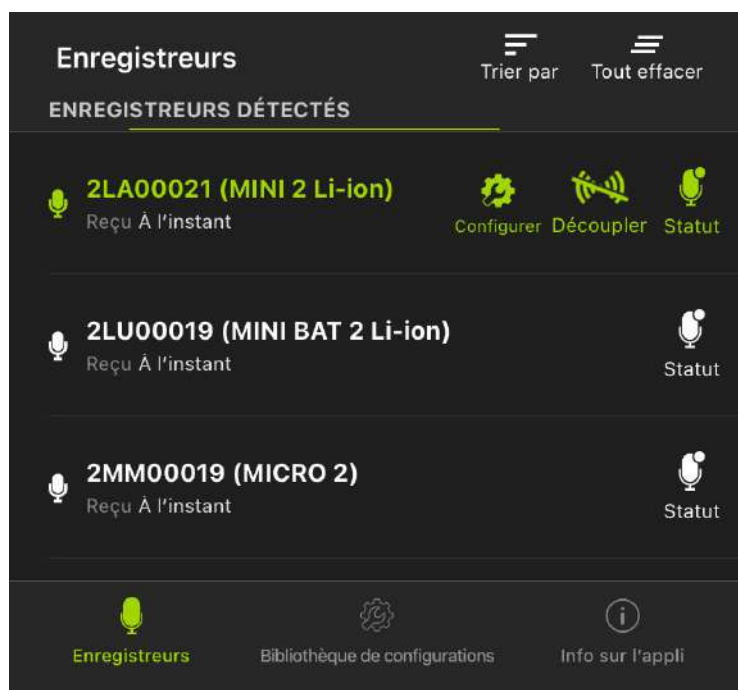 Enregistreurs
Trier par
Tout effacer
ENREGISTREURS DÉTECTÉS
2LA00021 (MINI 2 Li-ion)
Reçu À l'instant
Configurer
Découpler
Statut
2LU00019 (MINI BAT 2 Li-ion)
Reçu À l'instant
Statut
2MM00019 (MICRO 2)
Reçu À l'instant
Statut
Enregistreurs
Bibliothèque de configurations
Info sur l'appli